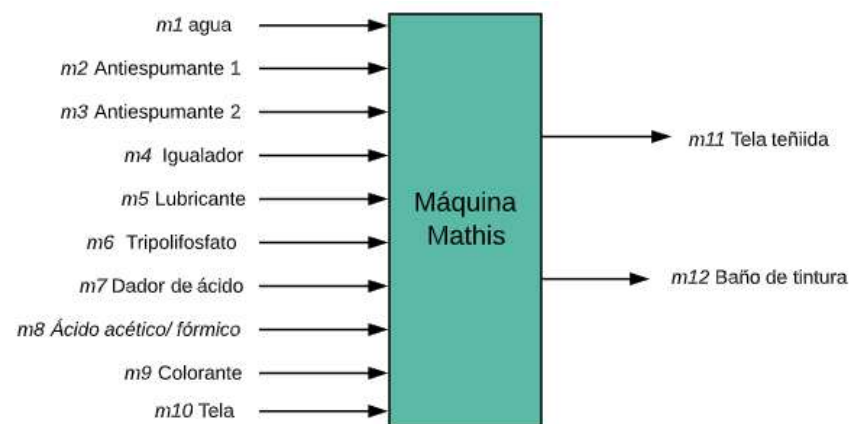 m1 agua
m2 Antiespumante 1
m3 Antiespumante 2
m4 Igualador
m5 Lubricante
m6 Tripolifosfato
m7 Dador de ácido
m8 Ácido acético/ fórmico
m9 Colorante
m10 Tela
Máquina
Mathis
m11 Tela teñiida
m12 Baño de tintura